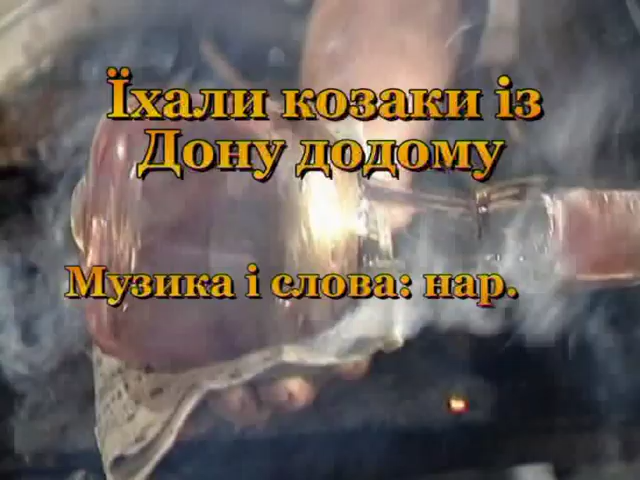 Їхали козаки із
Дону додому
Музика і слова: нар.